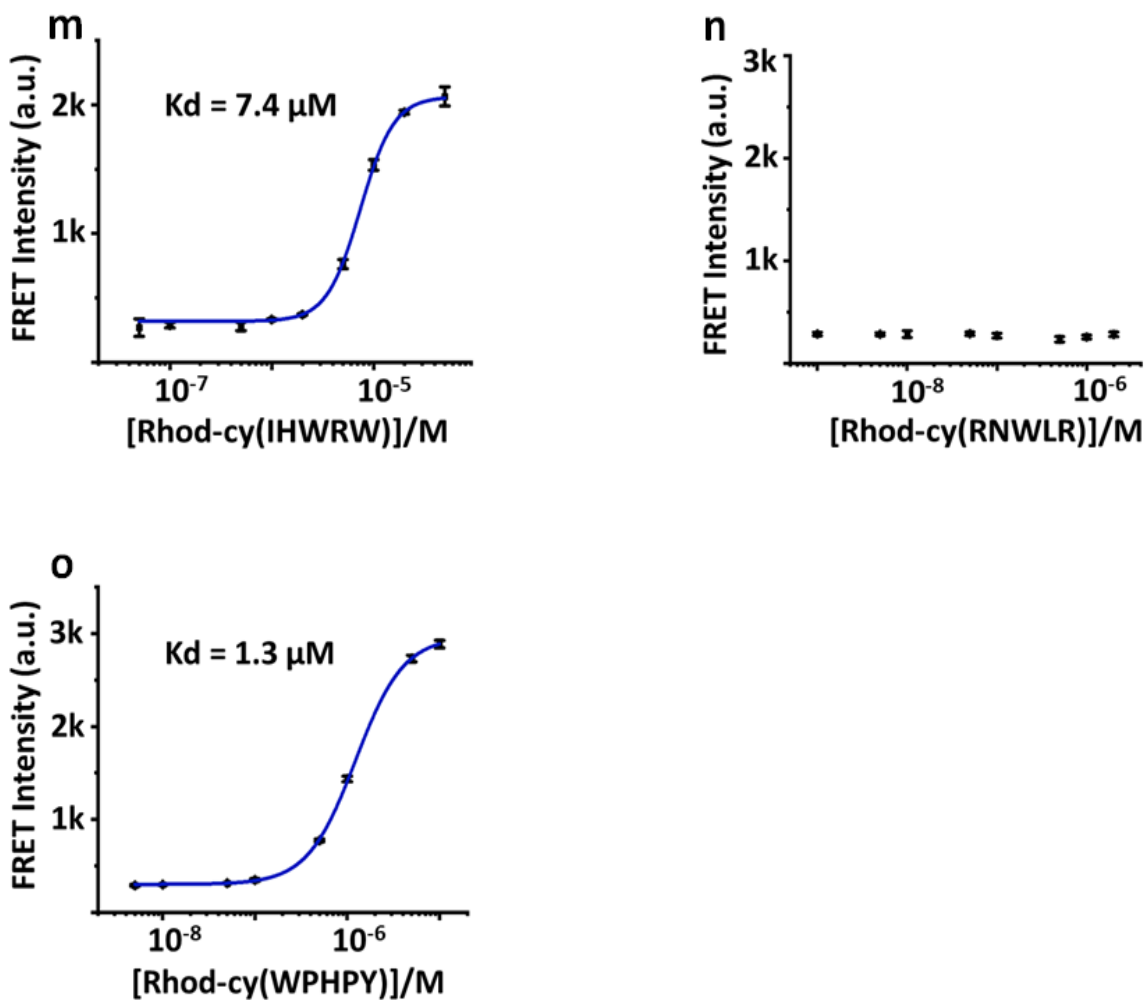 m
FRET Intensity (a.u.)
2k
1k
Kd = 7.4 μM
10⁻⁷ 10⁻⁵
[Rhod-cy(IHWRW)]/M
n
FRET Intensity (a.u.)
3k
2k
1k
10⁻⁸ 10⁻⁶
[Rhod-cy(RNWLR)]/M
o
FRET Intensity (a.u.)
3k
2k
1k
Kd = 1.3 μM
10⁻⁸ 10⁻⁶
[Rhod-cy(WPHPY)]/M